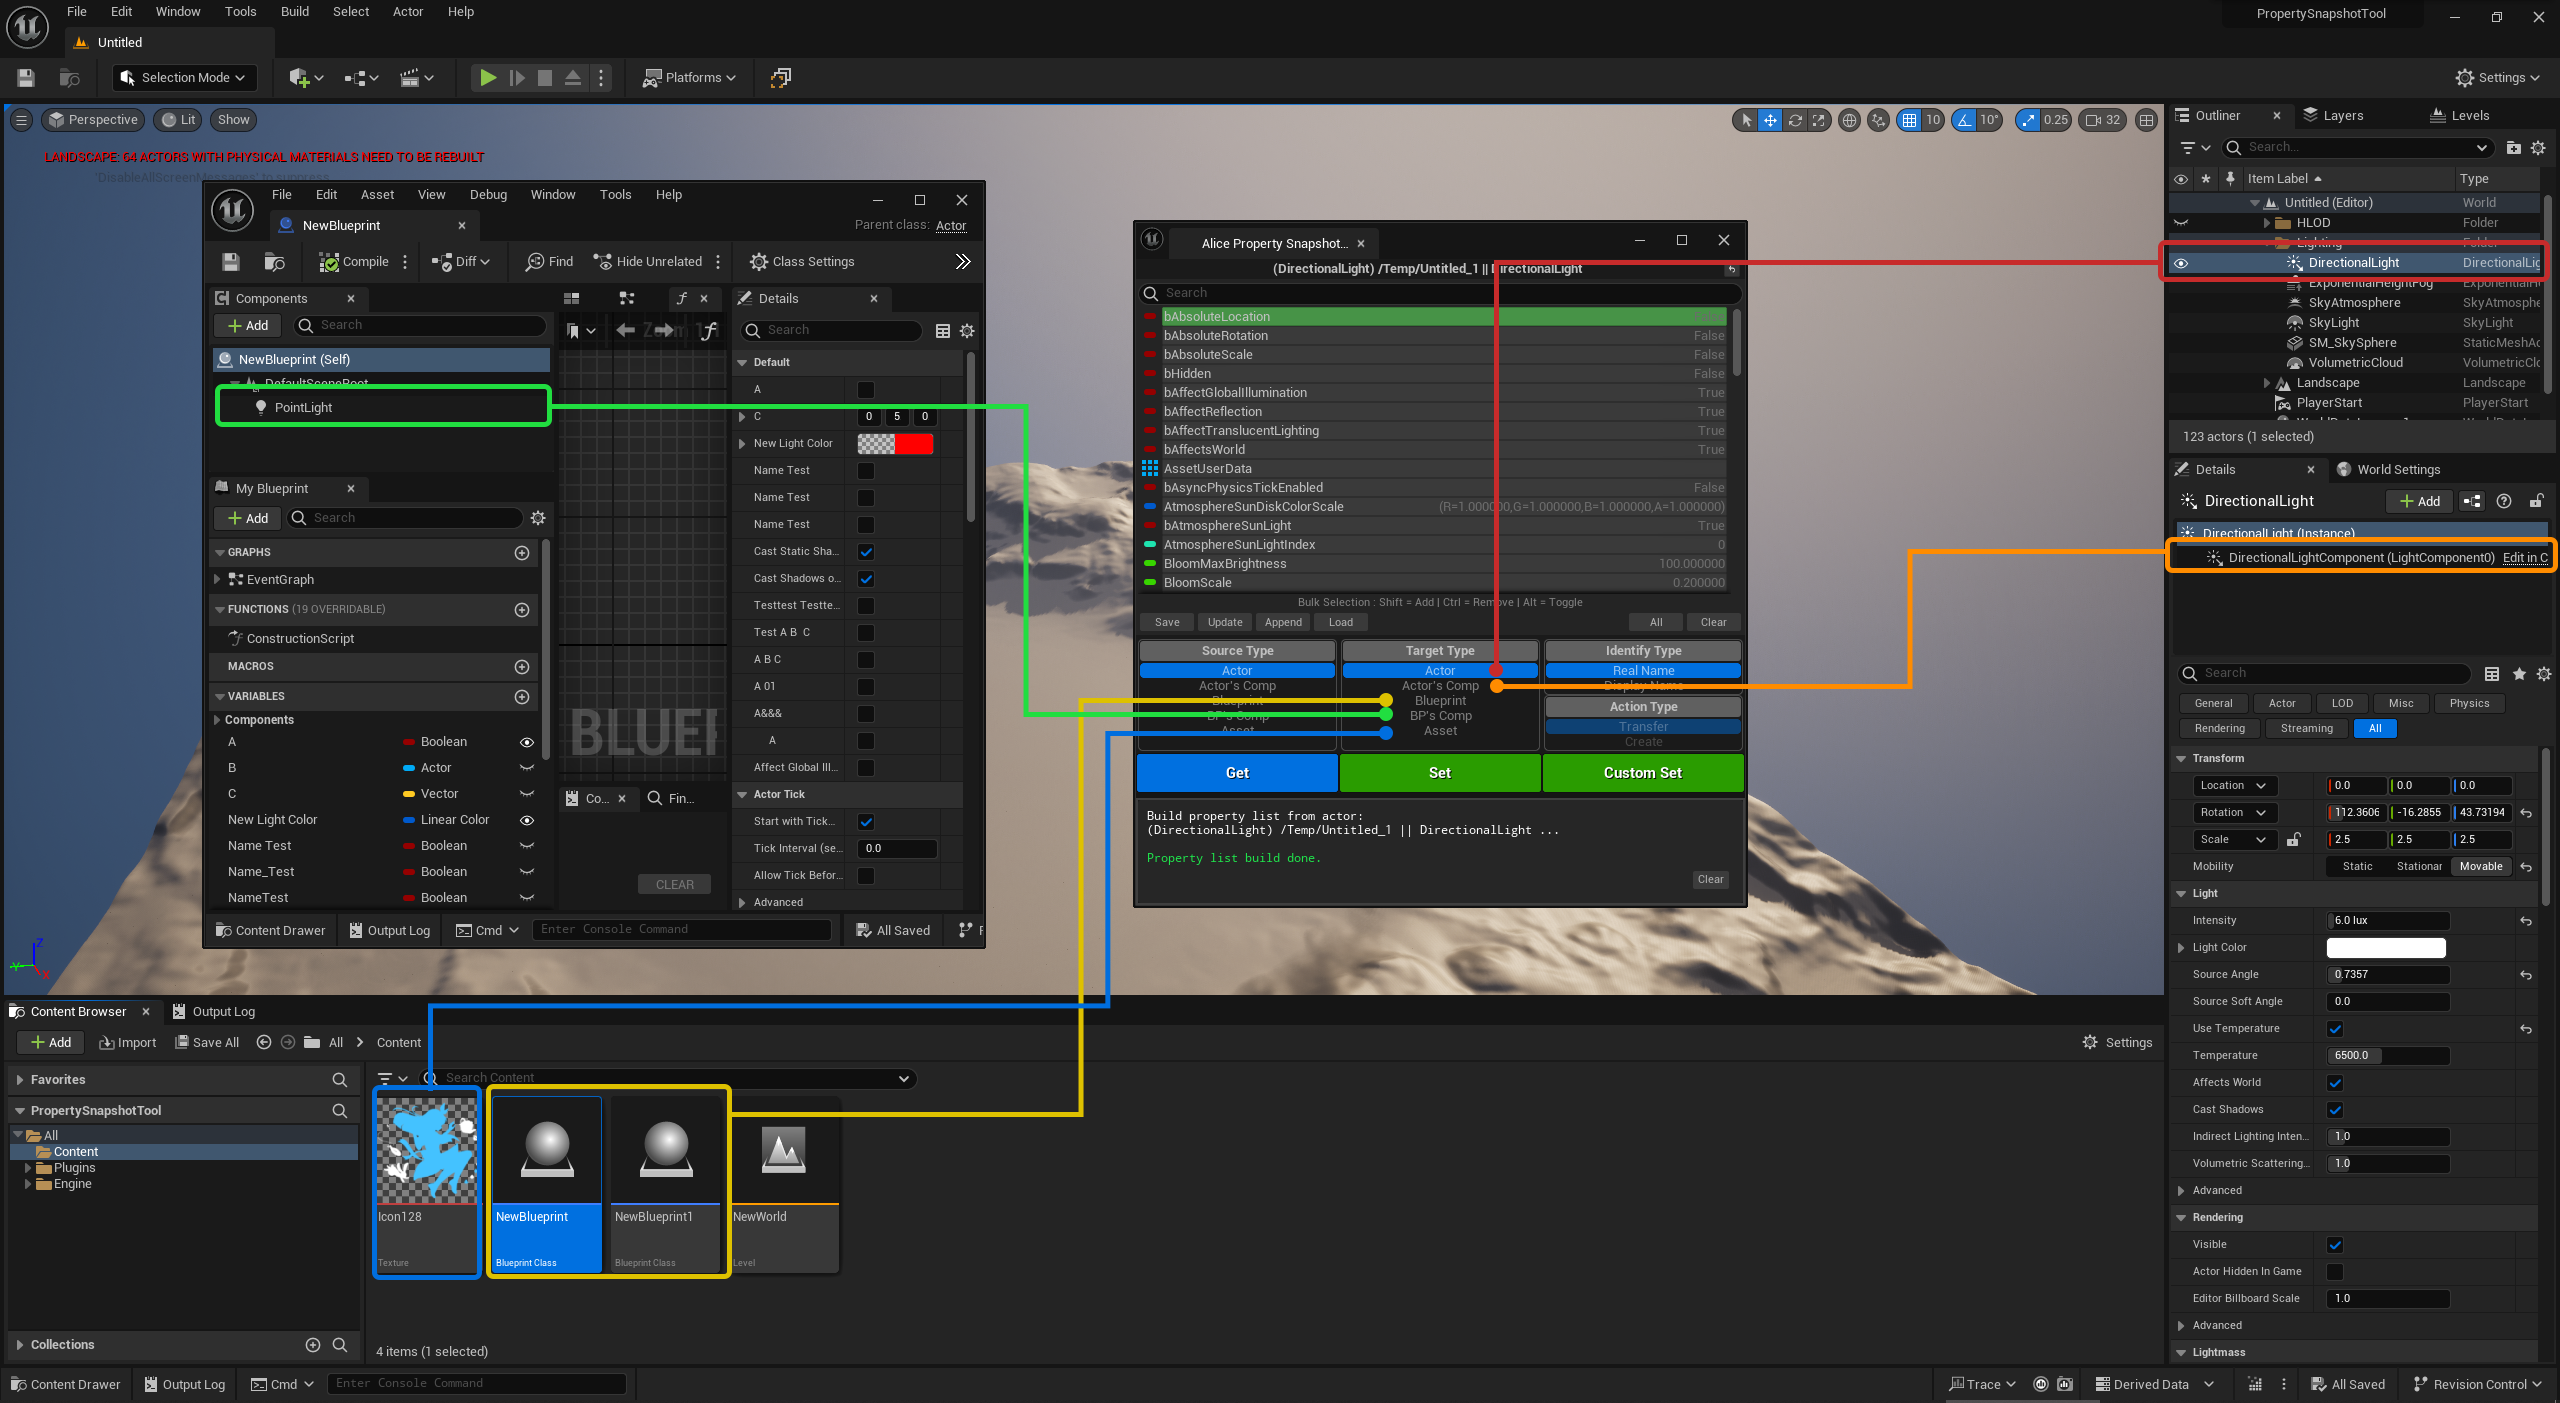 File Edit Window Tools Build Select Actor Help
PropertySnapshotTool
Untitled
Selection Mode
Platforms
Settings
Perspective Lit Show
10 10° 0.25 32
LANDSCAPE: 64 ACTORS WITH PHYSICAL MATERIALS NEED TO BE REBUILT
'DisableAllScreenMessages' to suppress
File Edit Asset View Debug Window Tools Help
NewBlueprint
Parent class: Actor
Compile Diff Find Hide Unrelated Class Settings
Components
Add Search
NewBlueprint (Self)
DefaultSceneRoot
PointLight
My Blueprint
Add Search
GRAPHS
EventGraph
FUNCTIONS (19 OVERRIDABLE)
ConstructionScript
MACROS
VARIABLES
Components
A Boolean
B Actor
C Vector
New Light Color Linear Color
Name Test Boolean
Name_Test Boolean
NameTest Boolean
Co... Fin...
CLEAR
Details
Search
Default
A
C 0 5 0
New Light Color
Name Test
Name Test
Name Test
Cast Static Sha...
Cast Shadows o...
Testtest Testte...
Test A B C
A B C
A 01
A&&&
A
Affect Global Ill...
Actor Tick
Start with Tick...
Tick Interval (se... 0.0
Allow Tick Befor...
Advanced
Content Drawer Output Log Cmd Enter Console Command All Saved
Alice Property Snapshot...
(DirectionalLight) /Temp/Untitled_1 || DirectionalLight
Search
bAbsoluteLocation False
bAbsoluteRotation False
bAbsoluteScale False
bHidden False
bAffectGlobalIllumination True
bAffectReflection True
bAffectTranslucentLighting True
bAffectsWorld True
AssetUserData
bAsyncPhysicsTickEnabled False
AtmosphereSunDiskColorScale (R=1.000000,G=1.000000,B=1.000000,A=1.000000)
bAtmosphereSunLight True
AtmosphereSunLightIndex 0
BloomMaxBrightness 100.000000
BloomScale 0.200000
Bulk Selection : Shift = Add | Ctrl = Remove | Alt = Toggle
Save Update Append Load All Clear
Source Type Target Type Identify Type
Actor Actor Real Name
Actor's Comp Actor's Comp Display Name
Blueprint Blueprint
BP's Comp BP's Comp Action Type
Asset Asset Transfer
Create
Get Set Custom Set
Build property list from actor:
(DirectionalLight) /Temp/Untitled_1 || DirectionalLight ...
Property list build done.
Clear
Outliner Layers Levels
Search...
Item Label Type
Untitled (Editor) World
HLOD Folder
Lighting Folder
DirectionalLight DirectionalLig
ExponentialHeightFog ExponentialH
SkyAtmosphere SkyAtmosphe
SkyLight SkyLight
SM_SkySphere StaticMeshAc
VolumetricCloud VolumetricClo
Landscape Landscape
PlayerStart PlayerStart
123 actors (1 selected)
Details World Settings
DirectionalLight Add
DirectionalLight (Instance)
DirectionalLightComponent (LightComponent0) Edit in C
Search
General Actor LOD Misc Physics
Rendering Streaming All
Transform
Location 0.0 0.0 0.0
Rotation 112.3606 -16.2855 43.73194
Scale 2.5 2.5 2.5
Mobility Static Stationar Movable
Light
Intensity 6.0 lux
Light Color
Source Angle 0.7357
Source Soft Angle 0.0
Use Temperature
Temperature 6500.0
Affects World
Cast Shadows
Indirect Lighting Inten... 1.0
Volumetric Scattering... 1.0
Advanced
Rendering
Visible
Actor Hidden In Game
Editor Billboard Scale 1.0
Advanced
Lightmass
Content Browser Output Log
Add Import Save All All Content Settings
Favorites
PropertySnapshotTool
All
Content
Plugins
Engine
Collections
Search Content
Icon128
Texture
NewBlueprint
Blueprint Class
NewBlueprint1
Blueprint Class
NewWorld
Level
4 items (1 selected)
Content Drawer Output Log Cmd Enter Console Command Trace Derived Data All Saved Revision Control